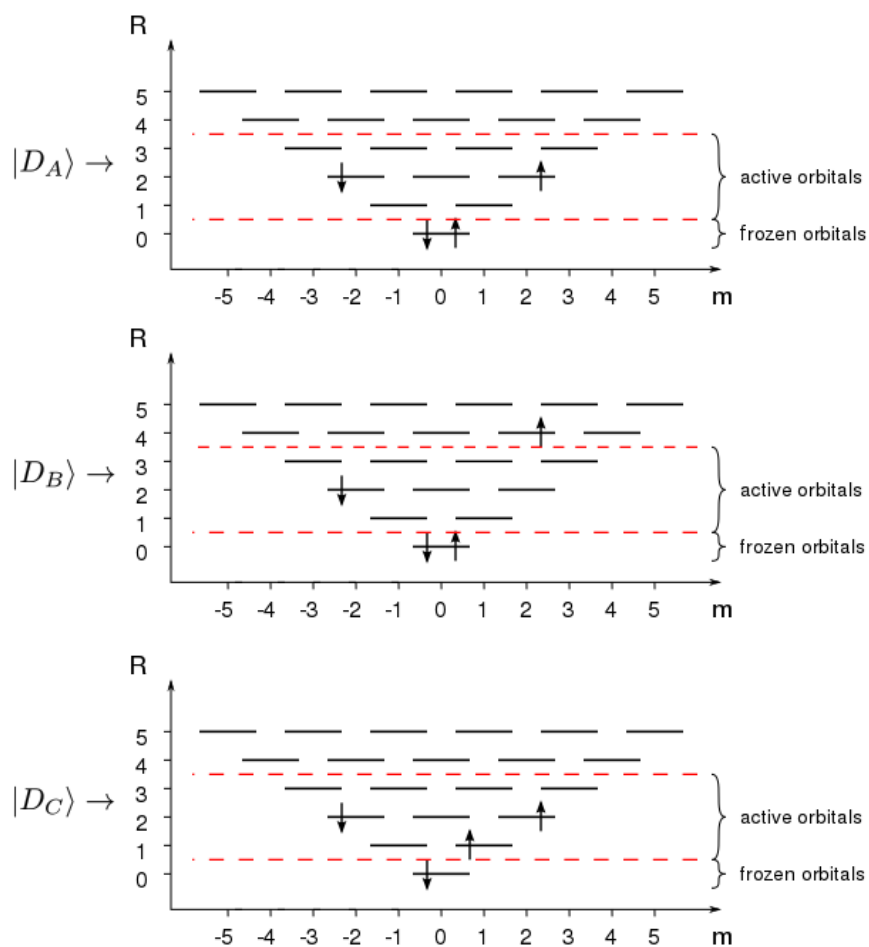 R
5
4
3
2
1
0
|D_A⟩ →
active orbitals
frozen orbitals
-5 -4 -3 -2 -1 0 1 2 3 4 5 m
R
5
4
3
2
1
0
|D_B⟩ →
active orbitals
frozen orbitals
-5 -4 -3 -2 -1 0 1 2 3 4 5 m
R
5
4
3
2
1
0
|D_C⟩ →
active orbitals
frozen orbitals
-5 -4 -3 -2 -1 0 1 2 3 4 5 m